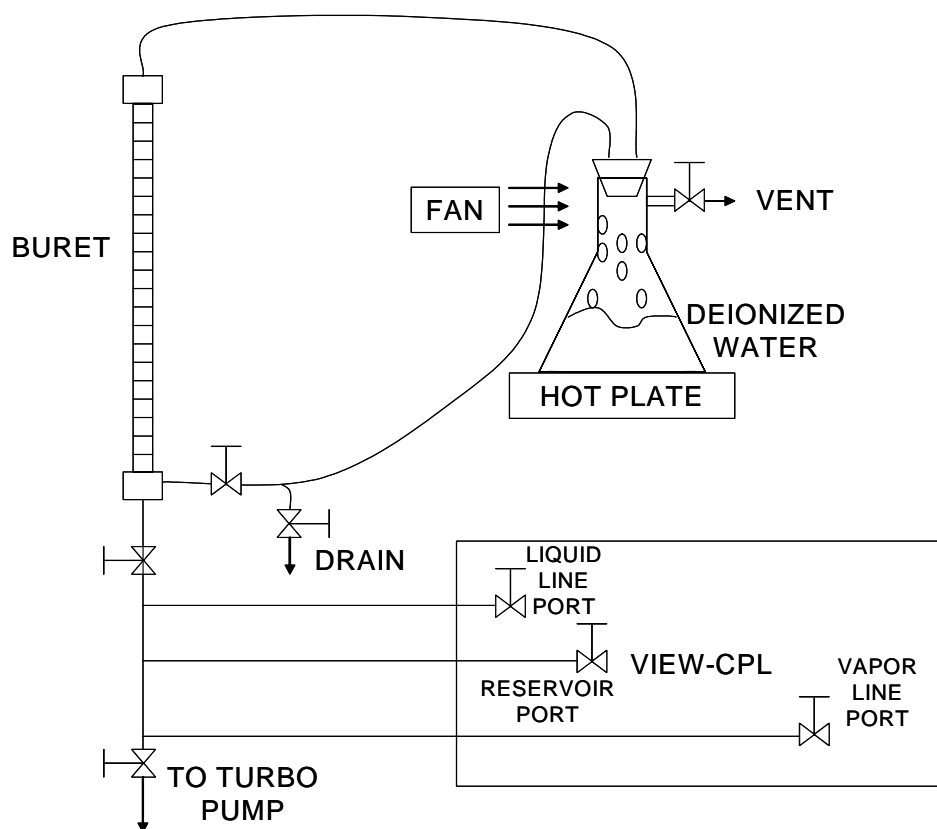 FAN
VENT
BURET
DEIONIZED
WATER
HOT PLATE
DRAIN
LIQUID
LINE
PORT
VIEW-CPL
RESERVOIR
PORT
VAPOR
LINE
PORT
TO TURBO
PUMP